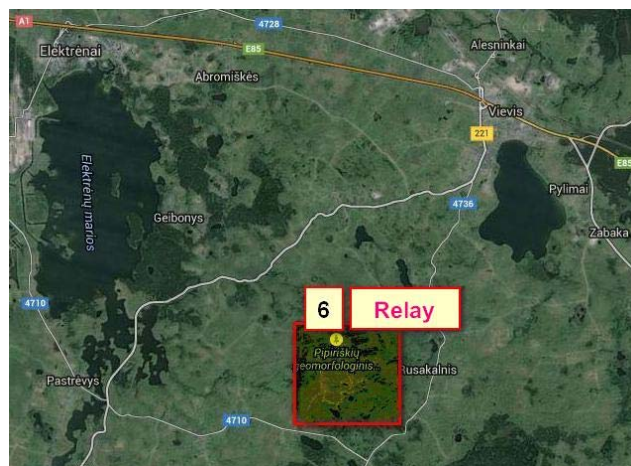 A1
4728
Elektrėnai
E85
Alesninkai
Abromiškės
Vievis
221
E85
Elektrėnų marios
Pylimai
Geibonys
4736
Zabaka
4710
6
Relay
Pipiriškių
geomorfologinis...
Rusakalnis
Pastrėvys
4710